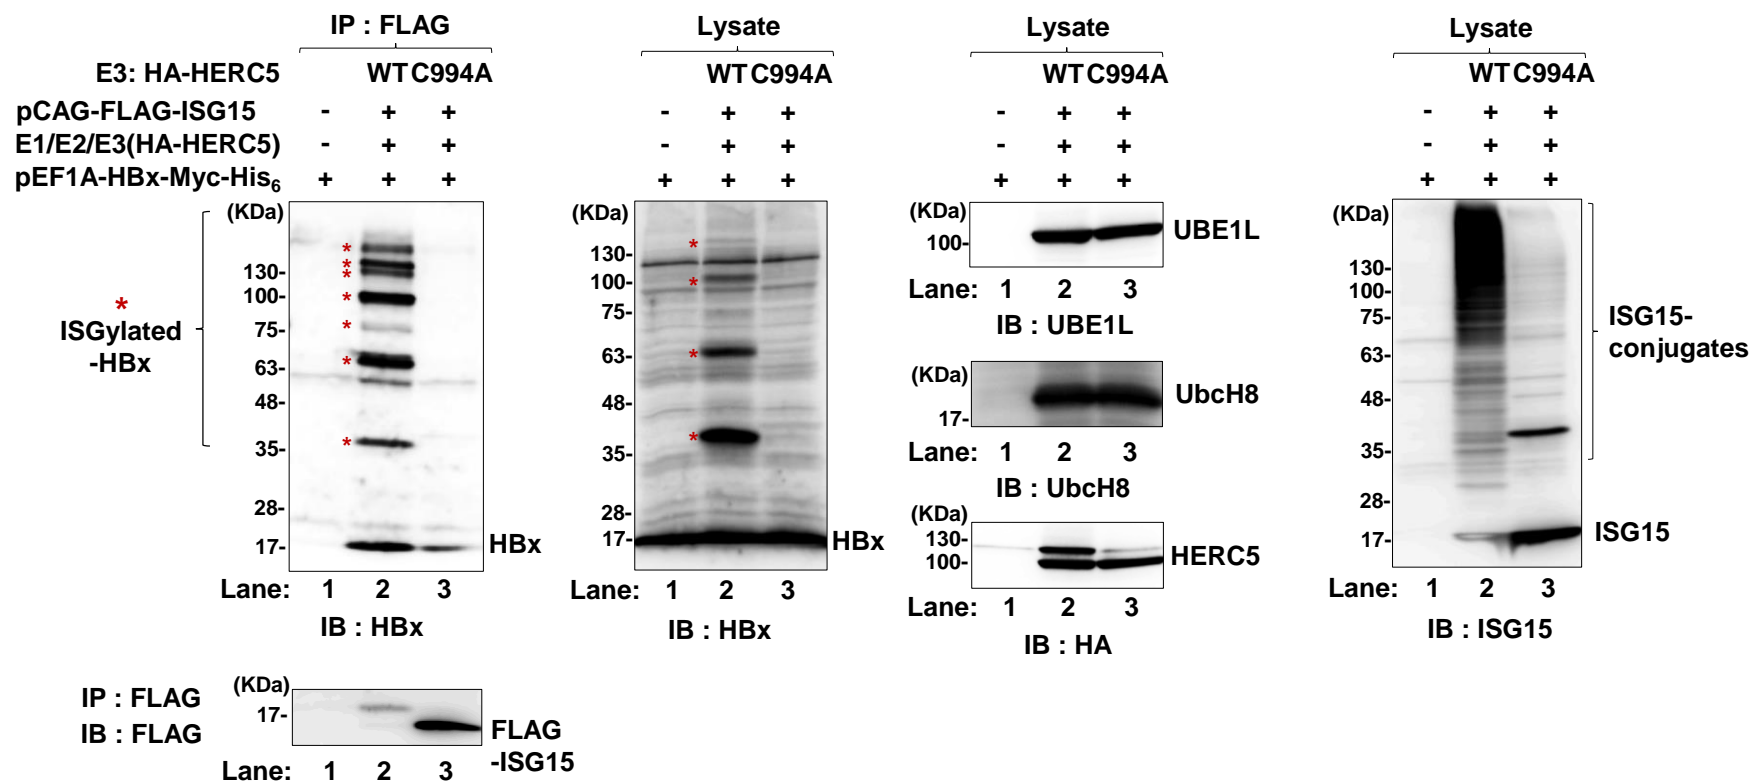 IP : FLAG
Lysate
Lysate
Lysate
E3: HA-HERC5 WT C994A WT C994A WT C994A WT C994A
pCAG-FLAG-ISG15 - + + - + + - + + - + +
E1/E2/E3(HA-HERC5) - + + - + + - + + - + +
pEF1A-HBx-Myc-His6 + + + + + + + + + + + +
*
ISGylated
-HBx
(KDa)
130-
100-
75-
63-
48-
35-
28-
17-
* * * * * * *
HBx
Lane: 1 2 3
IB : HBx
(KDa)
130-
100-
75-
63-
48-
35-
28-
17-
* * * *
HBx
Lane: 1 2 3
IB : HBx
(KDa)
100-
UBE1L
Lane: 1 2 3
IB : UBE1L
(KDa)
17-
UbcH8
Lane: 1 2 3
IB : UbcH8
(KDa)
130-
100-
HERC5
Lane: 1 2 3
IB : HA
(KDa)
130-
100-
75-
63-
48-
35-
28-
17-
ISG15-
conjugates
ISG15
Lane: 1 2 3
IB : ISG15
IP : FLAG
IB : FLAG
(KDa)
17-
FLAG
-ISG15
Lane: 1 2 3